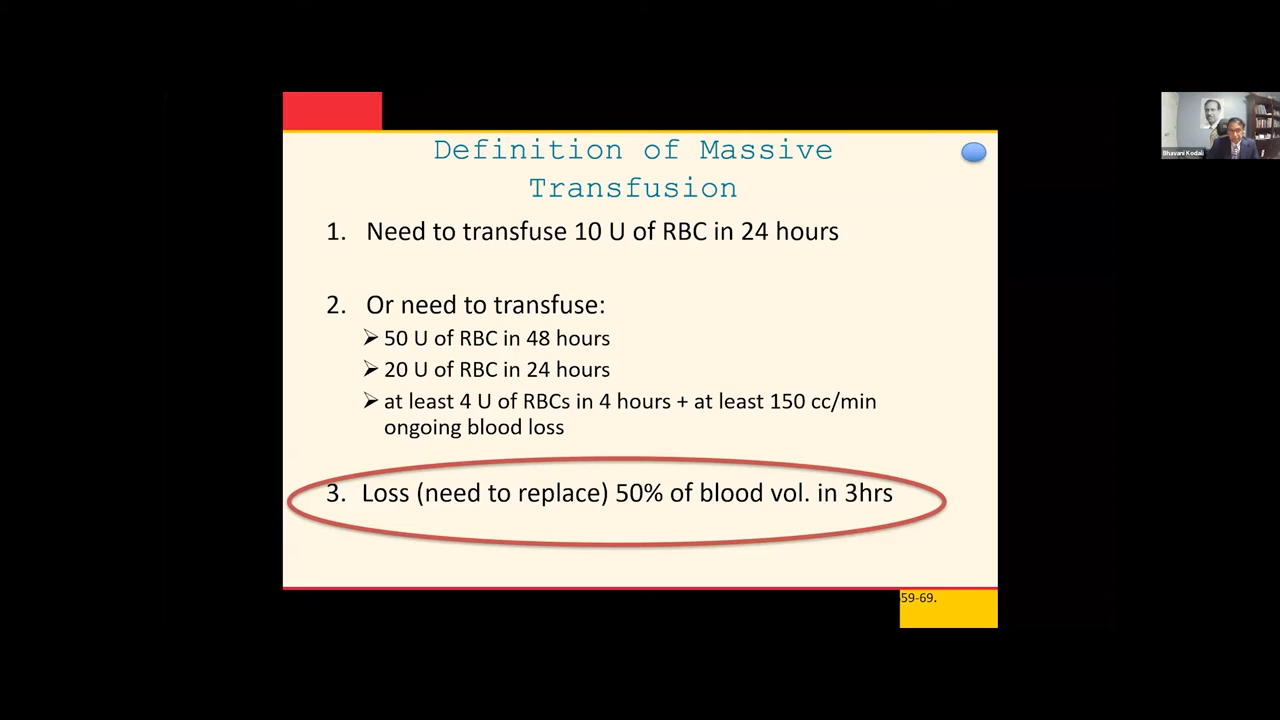 Definition of Massive
Transfusion
Bhavani Kodali
1. Need to transfuse 10 U of RBC in 24 hours
2. Or need to transfuse:
➢ 50 U of RBC in 48 hours
➢ 20 U of RBC in 24 hours
➢ at least 4 U of RBCs in 4 hours + at least 150 cc/min
ongoing blood loss
3. Loss (need to replace) 50% of blood vol. in 3hrs
59-69.